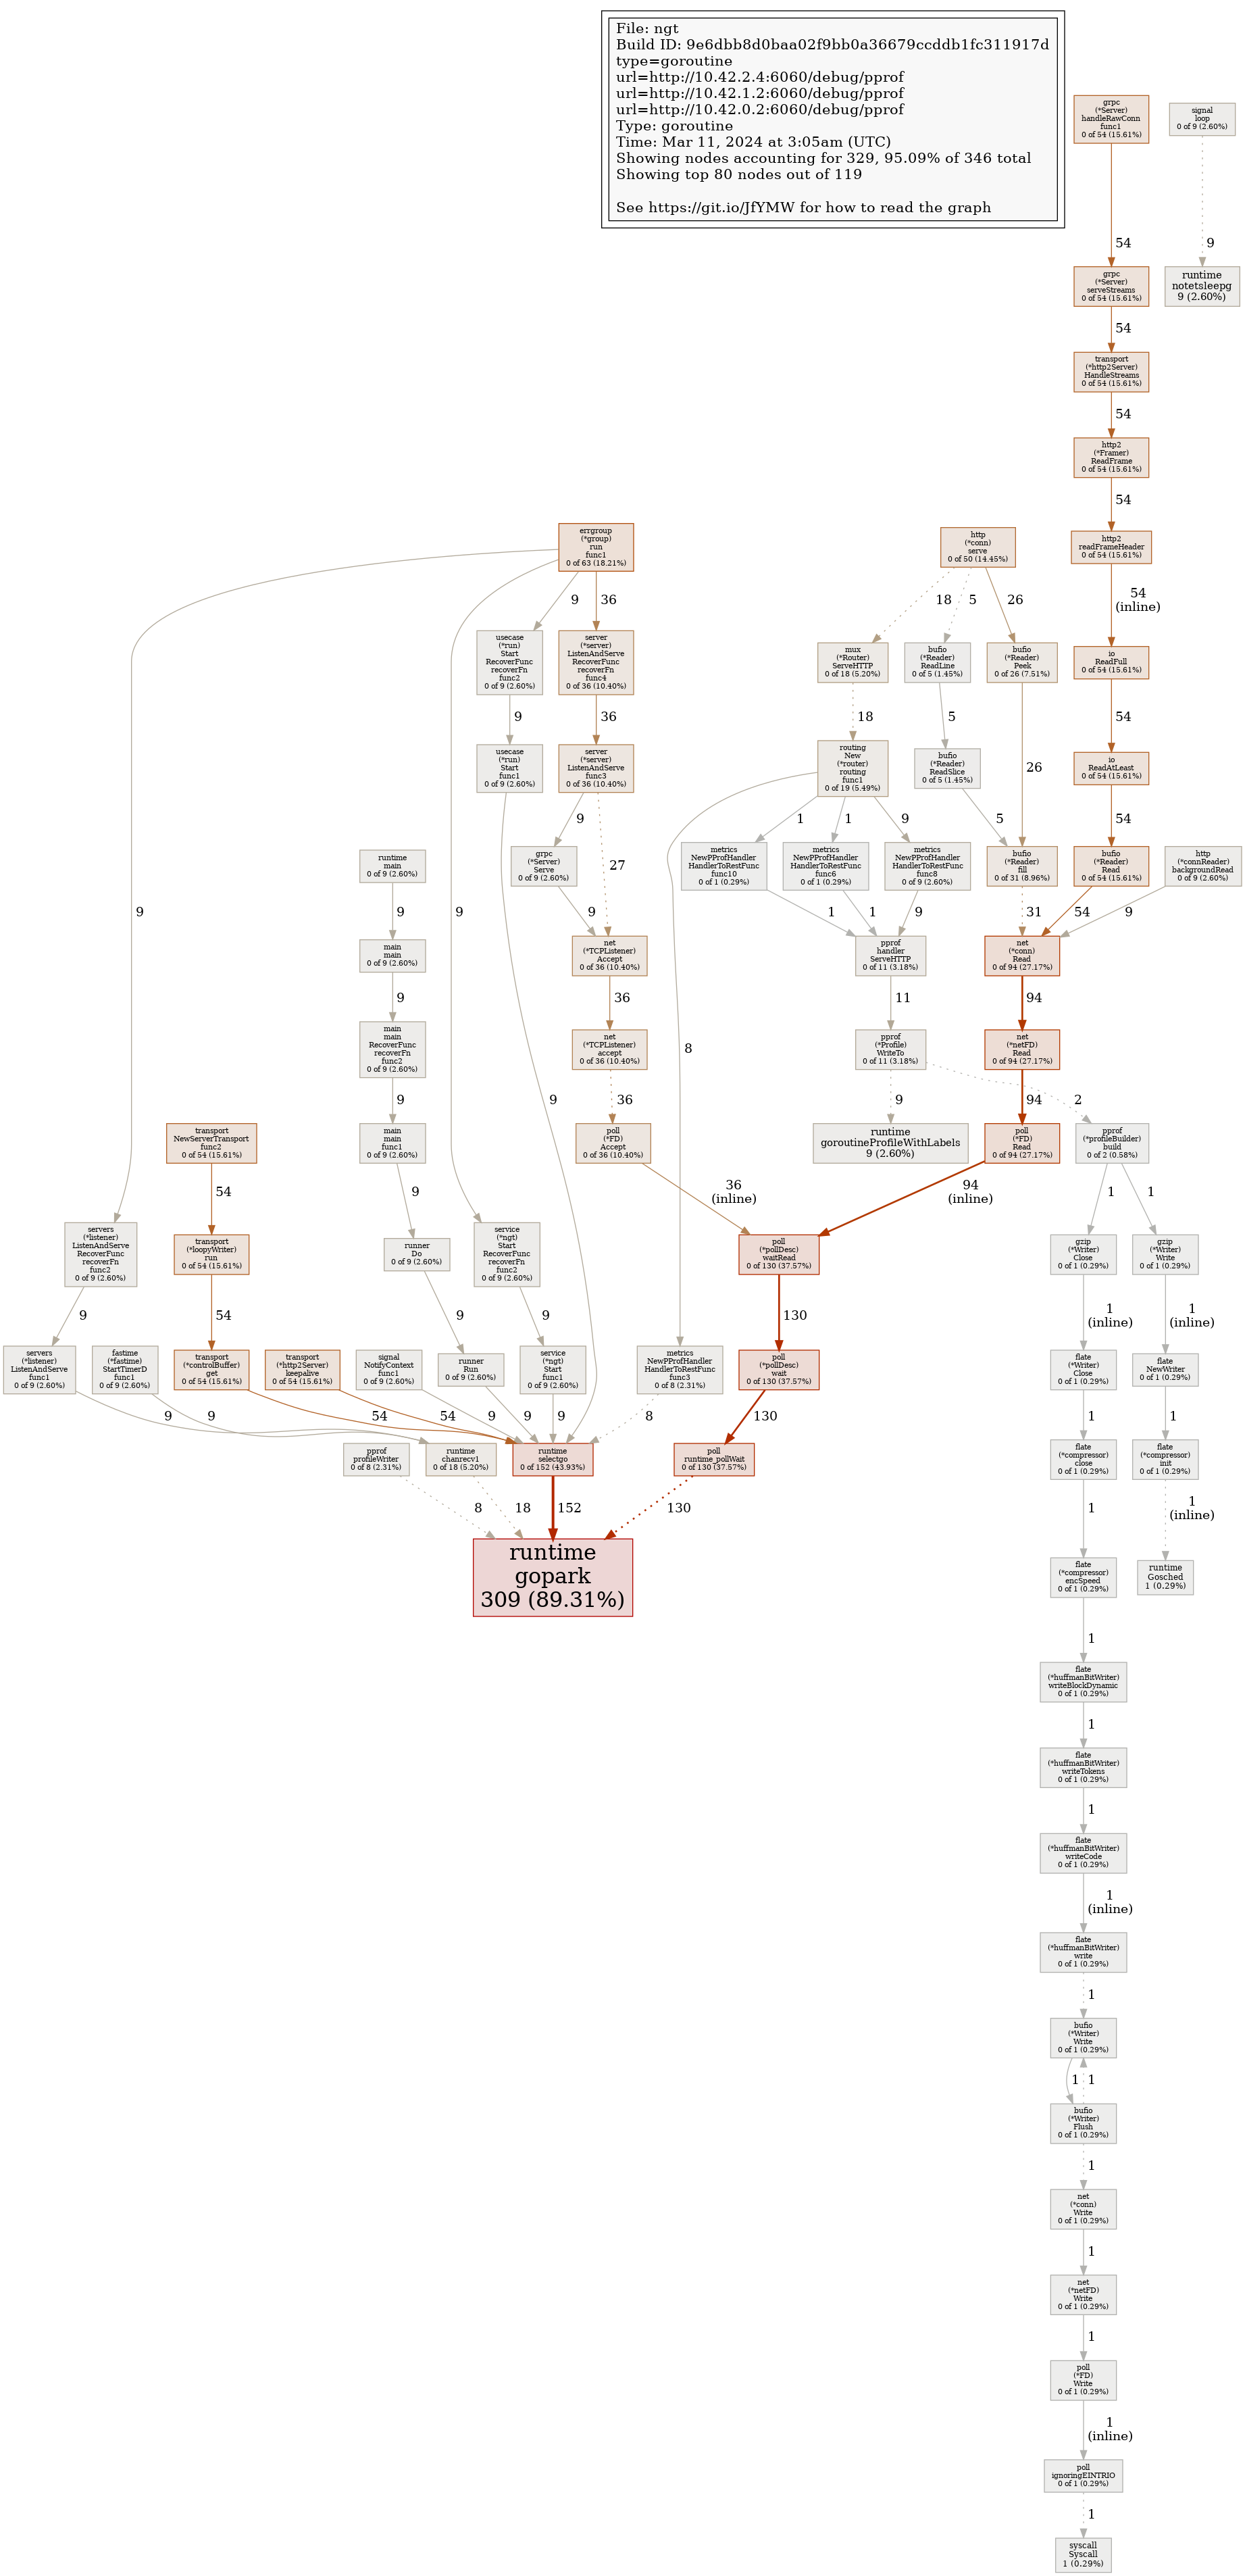 File: ngt
Build ID: 9e6dbb8d0baa02f9bb0a36679ccddb1fc311917d
type=goroutine
url=http://10.42.2.4:6060/debug/pprof
url=http://10.42.1.2:6060/debug/pprof
url=http://10.42.0.2:6060/debug/pprof
Type: goroutine
Time: Mar 11, 2024 at 3:05am (UTC)
Showing nodes accounting for 329, 95.09% of 346 total
Showing top 80 nodes out of 119
See https://git.io/JfYMW for how to read the graph
grpc
(*Server)
handleRawConn
func1
0 of 54 (15.61%)
signal
loop
0 of 9 (2.60%)
54
9
grpc
(*Server)
serveStreams
0 of 54 (15.61%)
runtime
notetsleepg
9 (2.60%)
54
transport
(*http2Server)
HandleStreams
0 of 54 (15.61%)
54
http2
(*Framer)
ReadFrame
0 of 54 (15.61%)
54
errgroup
(*group)
run
func1
0 of 63 (18.21%)
http
(*conn)
serve
0 of 50 (14.45%)
http2
readFrameHeader
0 of 54 (15.61%)
9
36
18
5
26
54
(inline)
usecase
(*run)
Start
RecoverFunc
recoverFn
func2
0 of 9 (2.60%)
server
(*server)
ListenAndServe
RecoverFunc
recoverFn
func4
0 of 36 (10.40%)
mux
(*Router)
ServeHTTP
0 of 18 (5.20%)
bufio
(*Reader)
ReadLine
0 of 5 (1.45%)
bufio
(*Reader)
Peek
0 of 26 (7.51%)
io
ReadFull
0 of 54 (15.61%)
9
36
18
5
54
usecase
(*run)
Start
func1
0 of 9 (2.60%)
server
(*server)
ListenAndServe
func3
0 of 36 (10.40%)
routing
New
(*router)
routing
func1
0 of 19 (5.49%)
bufio
(*Reader)
ReadSlice
0 of 5 (1.45%)
26
io
ReadAtLeast
0 of 54 (15.61%)
9
27
1
1
9
5
54
runtime
main
0 of 9 (2.60%)
grpc
(*Server)
Serve
0 of 9 (2.60%)
metrics
NewPProfHandler
HandlerToRestFunc
func10
0 of 1 (0.29%)
metrics
NewPProfHandler
HandlerToRestFunc
func6
0 of 1 (0.29%)
metrics
NewPProfHandler
HandlerToRestFunc
func8
0 of 9 (2.60%)
bufio
(*Reader)
fill
0 of 31 (8.96%)
bufio
(*Reader)
Read
0 of 54 (15.61%)
http
(*connReader)
backgroundRead
0 of 9 (2.60%)
9
9
9
9
1
1
9
31
54
9
main
main
0 of 9 (2.60%)
net
(*TCPListener)
Accept
0 of 36 (10.40%)
pprof
handler
ServeHTTP
0 of 11 (3.18%)
net
(*conn)
Read
0 of 94 (27.17%)
9
36
11
94
main
main
RecoverFunc
recoverFn
func2
0 of 9 (2.60%)
net
(*TCPListener)
accept
0 of 36 (10.40%)
8
pprof
(*Profile)
WriteTo
0 of 11 (3.18%)
net
(*netFD)
Read
0 of 94 (27.17%)
9
9
36
9
94
2
transport
NewServerTransport
func2
0 of 54 (15.61%)
main
main
func1
0 of 9 (2.60%)
poll
(*FD)
Accept
0 of 36 (10.40%)
runtime
goroutineProfileWithLabels
9 (2.60%)
poll
(*FD)
Read
0 of 94 (27.17%)
pprof
(*profileBuilder)
build
0 of 2 (0.58%)
54
9
36
(inline)
94
(inline)
1
1
servers
(*listener)
ListenAndServe
RecoverFunc
recoverFn
func2
0 of 9 (2.60%)
transport
(*loopyWriter)
run
0 of 54 (15.61%)
runner
Do
0 of 9 (2.60%)
service
(*ngt)
Start
RecoverFunc
recoverFn
func2
0 of 9 (2.60%)
poll
(*pollDesc)
waitRead
0 of 130 (37.57%)
gzip
(*Writer)
Close
0 of 1 (0.29%)
gzip
(*Writer)
Write
0 of 1 (0.29%)
9
54
9
9
130
1
(inline)
1
(inline)
servers
(*listener)
ListenAndServe
func1
0 of 9 (2.60%)
fastime
(*fastime)
StartTimerD
func1
0 of 9 (2.60%)
transport
(*controlBuffer)
get
0 of 54 (15.61%)
transport
(*http2Server)
keepalive
0 of 54 (15.61%)
signal
NotifyContext
func1
0 of 9 (2.60%)
runner
Run
0 of 9 (2.60%)
service
(*ngt)
Start
func1
0 of 9 (2.60%)
metrics
NewPProfHandler
HandlerToRestFunc
func3
0 of 8 (2.31%)
poll
(*pollDesc)
wait
0 of 130 (37.57%)
flate
(*Writer)
Close
0 of 1 (0.29%)
flate
NewWriter
0 of 1 (0.29%)
9
9
54
54
9
9
9
8
130
1
1
pprof
profileWriter
0 of 8 (2.31%)
runtime
chanrecv1
0 of 18 (5.20%)
runtime
selectgo
0 of 152 (43.93%)
poll
runtime_pollWait
0 of 130 (37.57%)
flate
(*compressor)
close
0 of 1 (0.29%)
flate
(*compressor)
init
0 of 1 (0.29%)
8
18
152
130
1
1
(inline)
runtime
gopark
309 (89.31%)
flate
(*compressor)
encSpeed
0 of 1 (0.29%)
runtime
Gosched
1 (0.29%)
1
flate
(*huffmanBitWriter)
writeBlockDynamic
0 of 1 (0.29%)
1
flate
(*huffmanBitWriter)
writeTokens
0 of 1 (0.29%)
1
flate
(*huffmanBitWriter)
writeCode
0 of 1 (0.29%)
1
(inline)
flate
(*huffmanBitWriter)
write
0 of 1 (0.29%)
1
bufio
(*Writer)
Write
0 of 1 (0.29%)
1
1
bufio
(*Writer)
Flush
0 of 1 (0.29%)
1
net
(*conn)
Write
0 of 1 (0.29%)
1
net
(*netFD)
Write
0 of 1 (0.29%)
1
poll
(*FD)
Write
0 of 1 (0.29%)
1
(inline)
poll
ignoringEINTRIO
0 of 1 (0.29%)
1
syscall
Syscall
1 (0.29%)